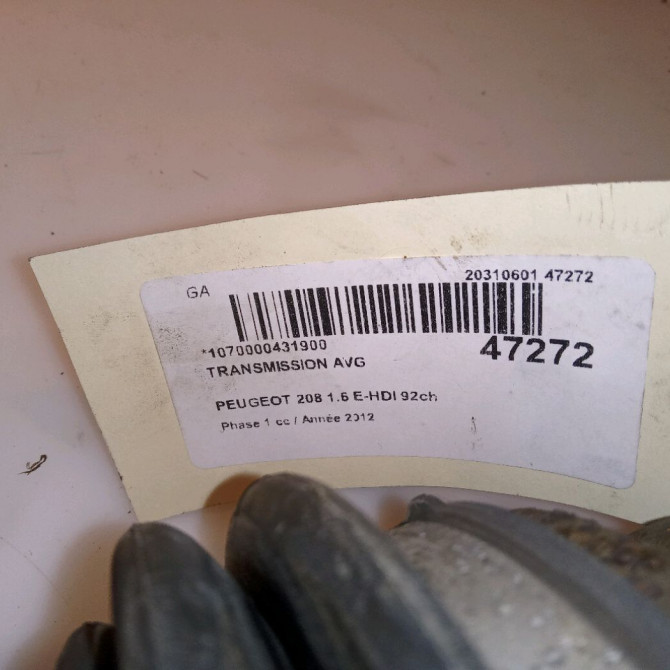 GA
20310601 47272
*1070000431900
47272
TRANSMISSION AVG
PEUGEOT 208 1.6 E-HDI 92ch
Phase 1 cc / Année 2012